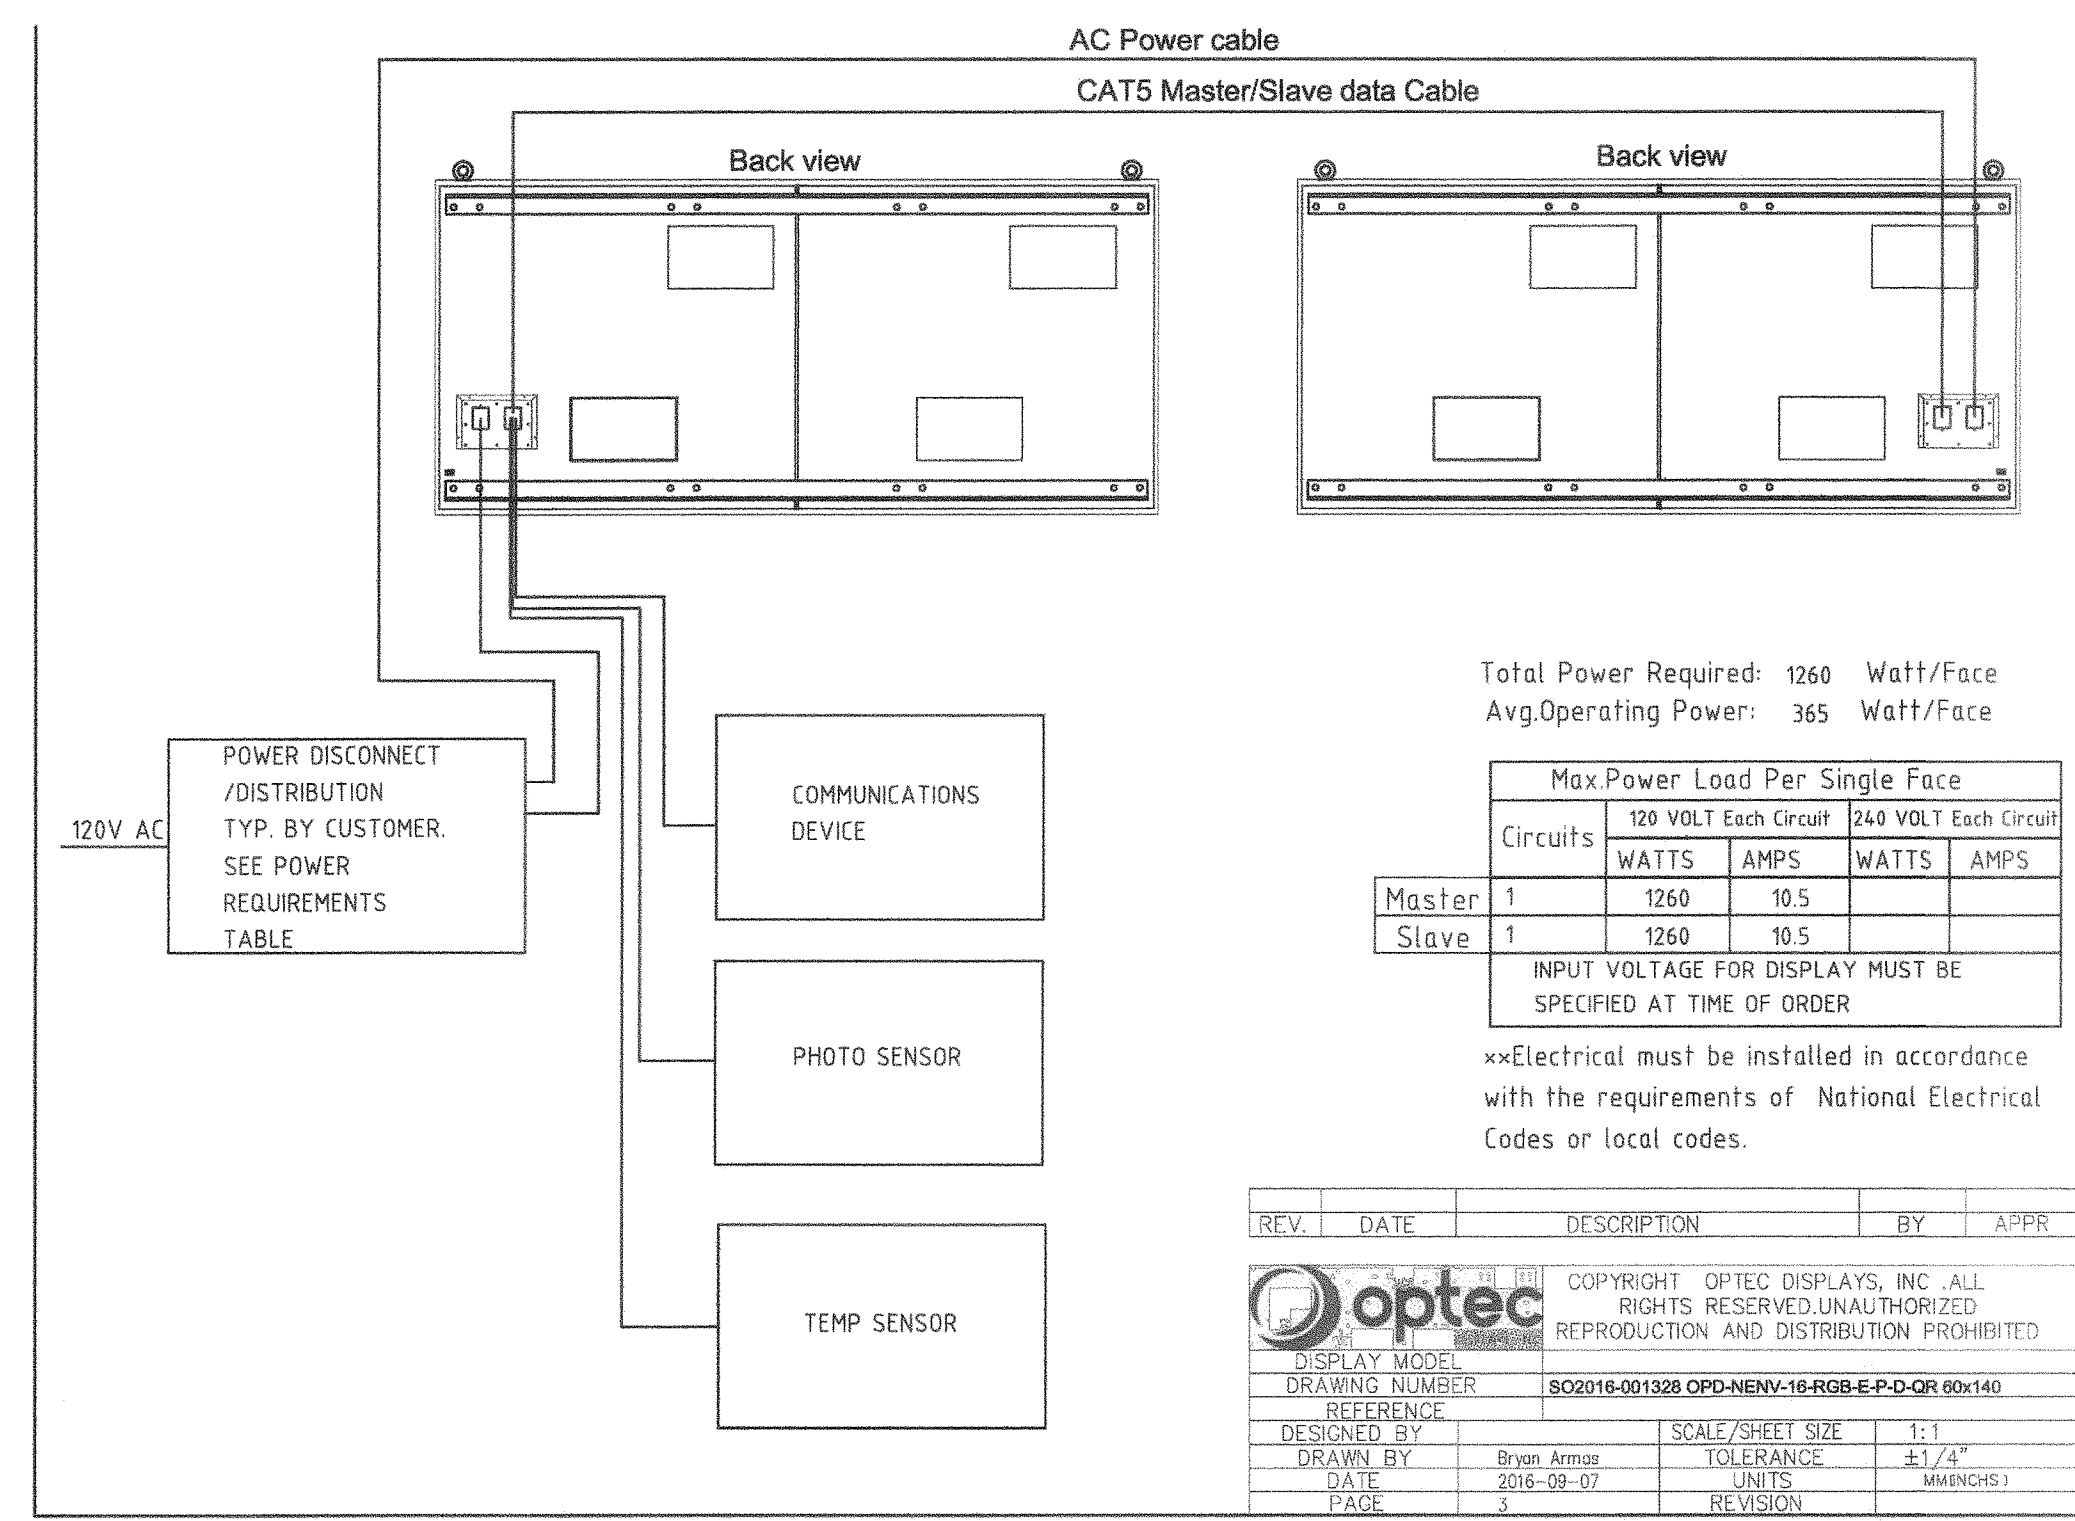 AC Power cable
CAT5 Master/Slave data Cable
Back view
Back view
120V AC
POWER DISCONNECT
/DISTRIBUTION
TYP. BY CUSTOMER.
SEE POWER
REQUIREMENTS
TABLE
COMMUNICATIONS
DEVICE
PHOTO SENSOR
TEMP SENSOR
Total Power Required: 1260 Watt/Face
Avg.Operating Power: 365 Watt/Face
Max.Power Load Per Single Face
Circuits 120 VOLT Each Circuit 240 VOLT Each Circuit
WATTS AMPS WATTS AMPS
Master 1 1260 10.5
Slave 1 1260 10.5
INPUT VOLTAGE FOR DISPLAY MUST BE
SPECIFIED AT TIME OF ORDER
××Electrical must be installed in accordance
with the requirements of National Electrical
Codes or local codes.
REV. DATE DESCRIPTION BY APPR
optec
COPYRIGHT OPTEC DISPLAYS, INC .ALL
RIGHTS RESERVED.UNAUTHORIZED
REPRODUCTION AND DISTRIBUTION PROHIBITED
DISPLAY MODEL
DRAWING NUMBER SO2016-001328 OPD-NENV-16-RGB-E-P-D-QR 60x140
REFERENCE
DESIGNED BY SCALE/SHEET SIZE 1:1
DRAWN BY Bryan Armas TOLERANCE ±1/4"
DATE 2016-09-07 UNITS
PAGE 3 REVISION